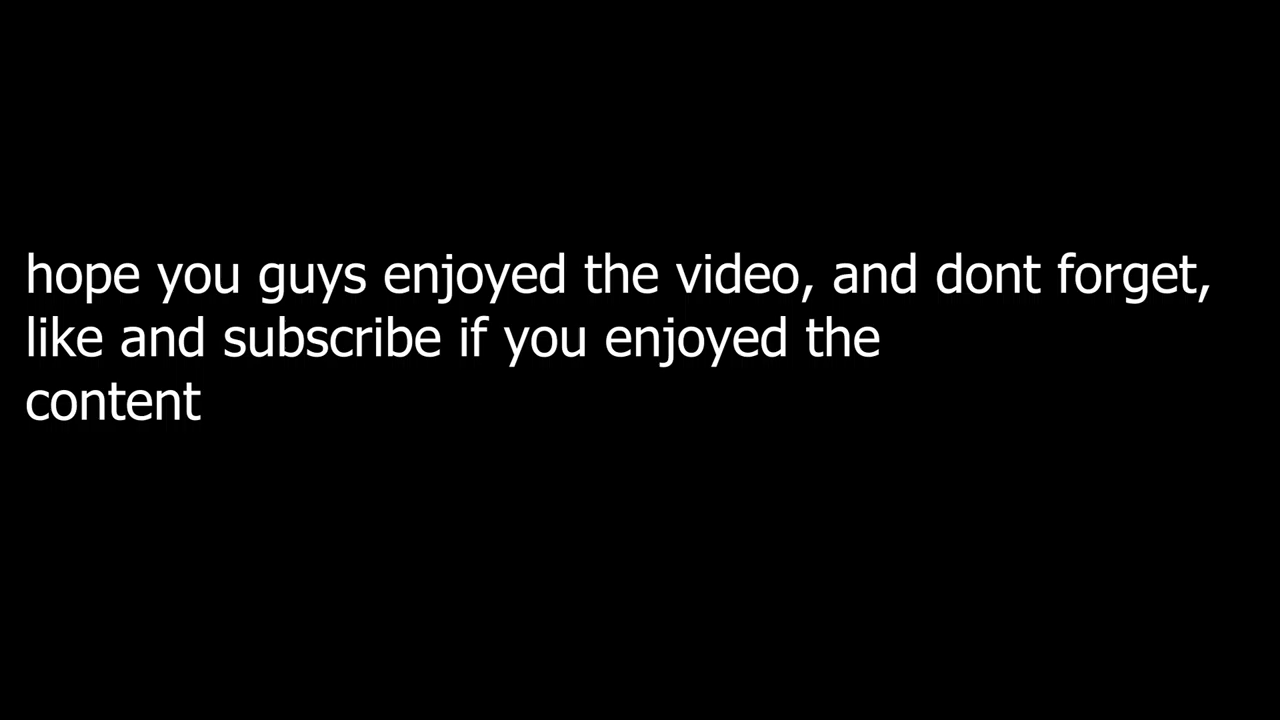 hope you guys enjoyed the video, and dont forget,
like and subscribe if you enjoyed the
content